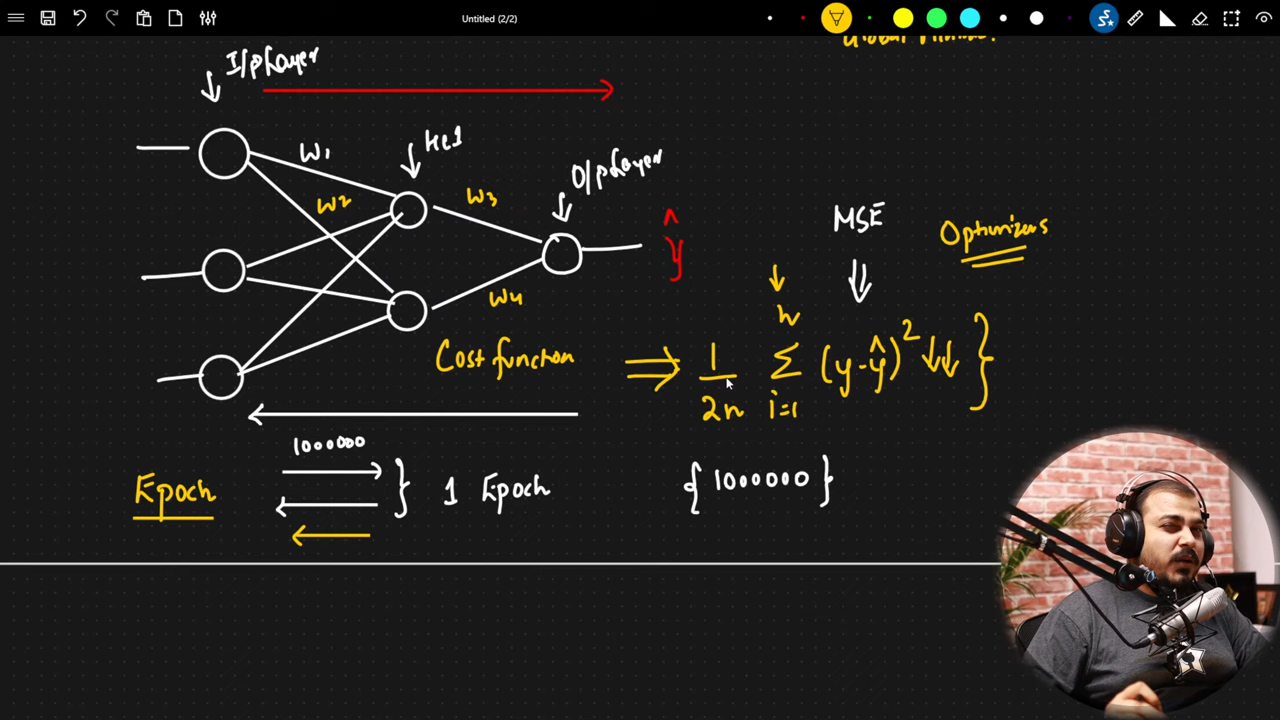 Untitled (2/2)
I/p Layer
HL1
O/p Layer
W1
W2
W3
W4
ŷ
MSE
Optimizers
Cost function
⇒ 1/2n n Σ i=1 (y-ŷ)² ↓↓ }
1000000
Epoch
} 1 Epoch
{ 1000000 }